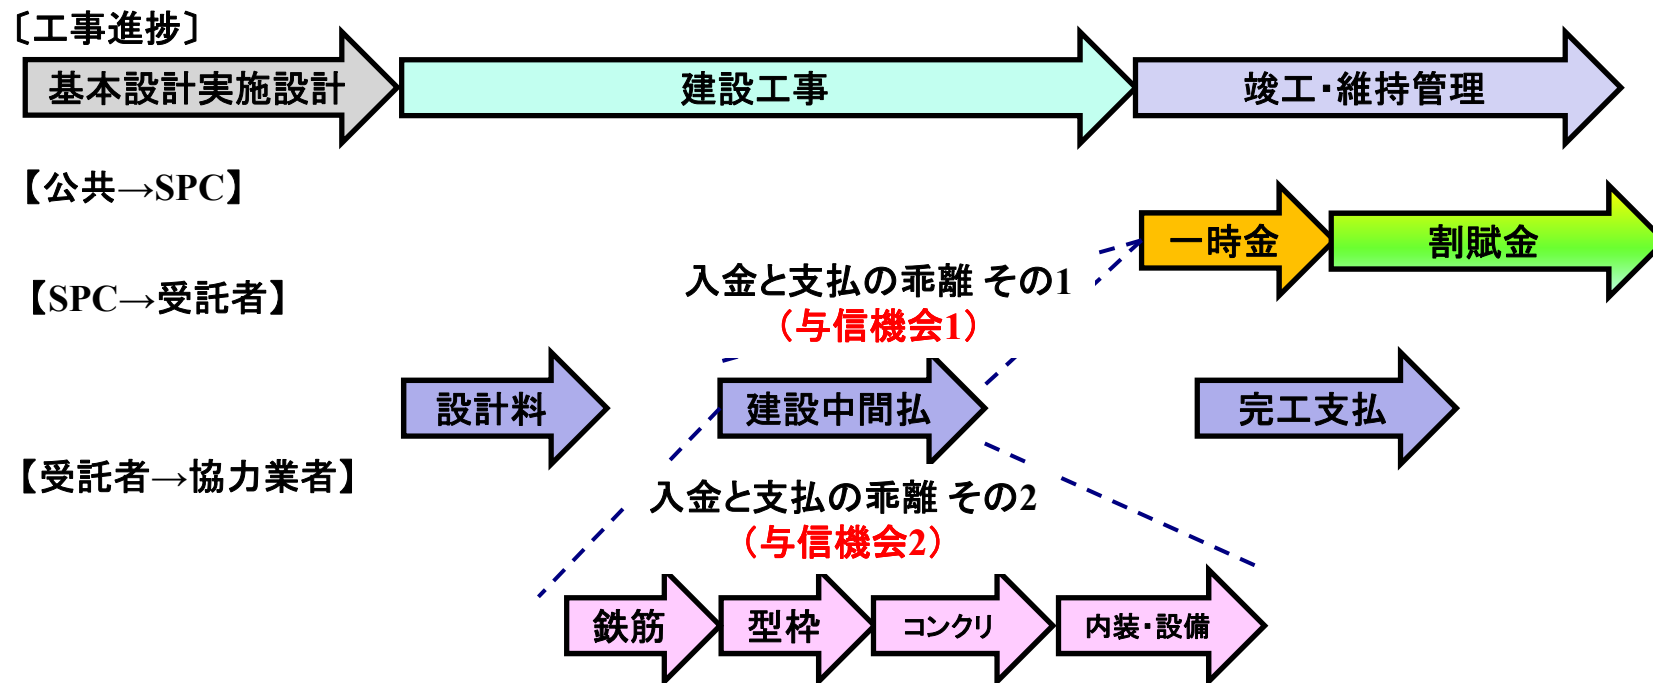 〔工事進捗〕
基本設計実施設計
建設工事
竣工・維持管理
【公共→SPC】
一時金
割賦金
入金と支払の乖離 その1
（与信機会1）
【SPC→受託者】
設計料
建設中間払
完工支払
【受託者→協力業者】
入金と支払の乖離 その2
（与信機会2）
鉄筋
型枠
コンクリ
内装・設備